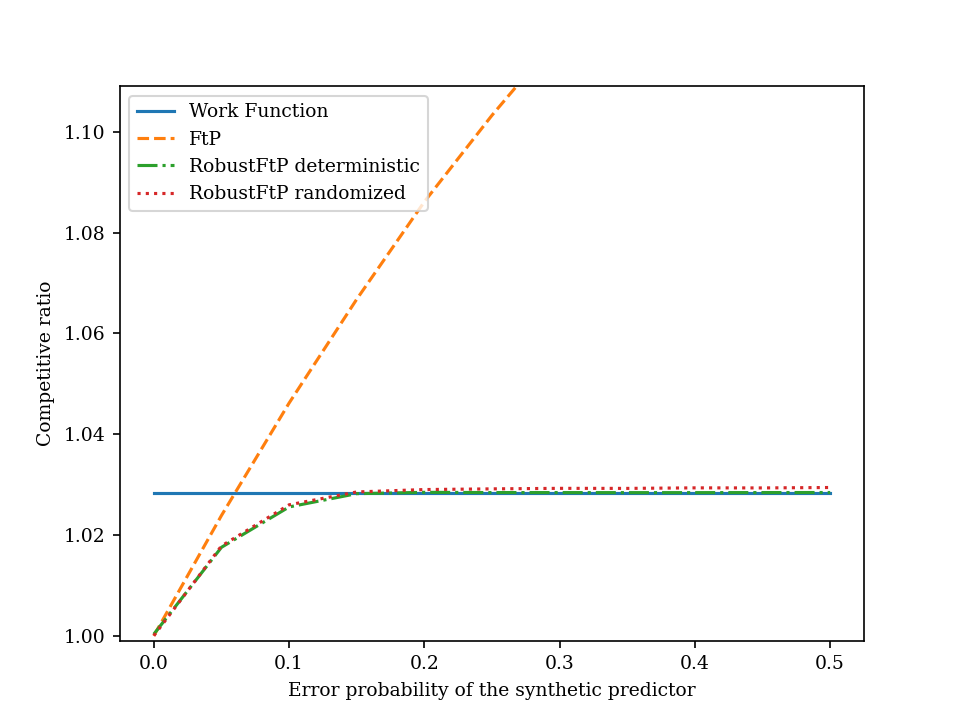 Work Function
FtP
RobustFtP deterministic
RobustFtP randomized
1.10
1.08
1.06
1.04
1.02
1.00
Competitive ratio
0.0 0.1 0.2 0.3 0.4 0.5
Error probability of the synthetic predictor